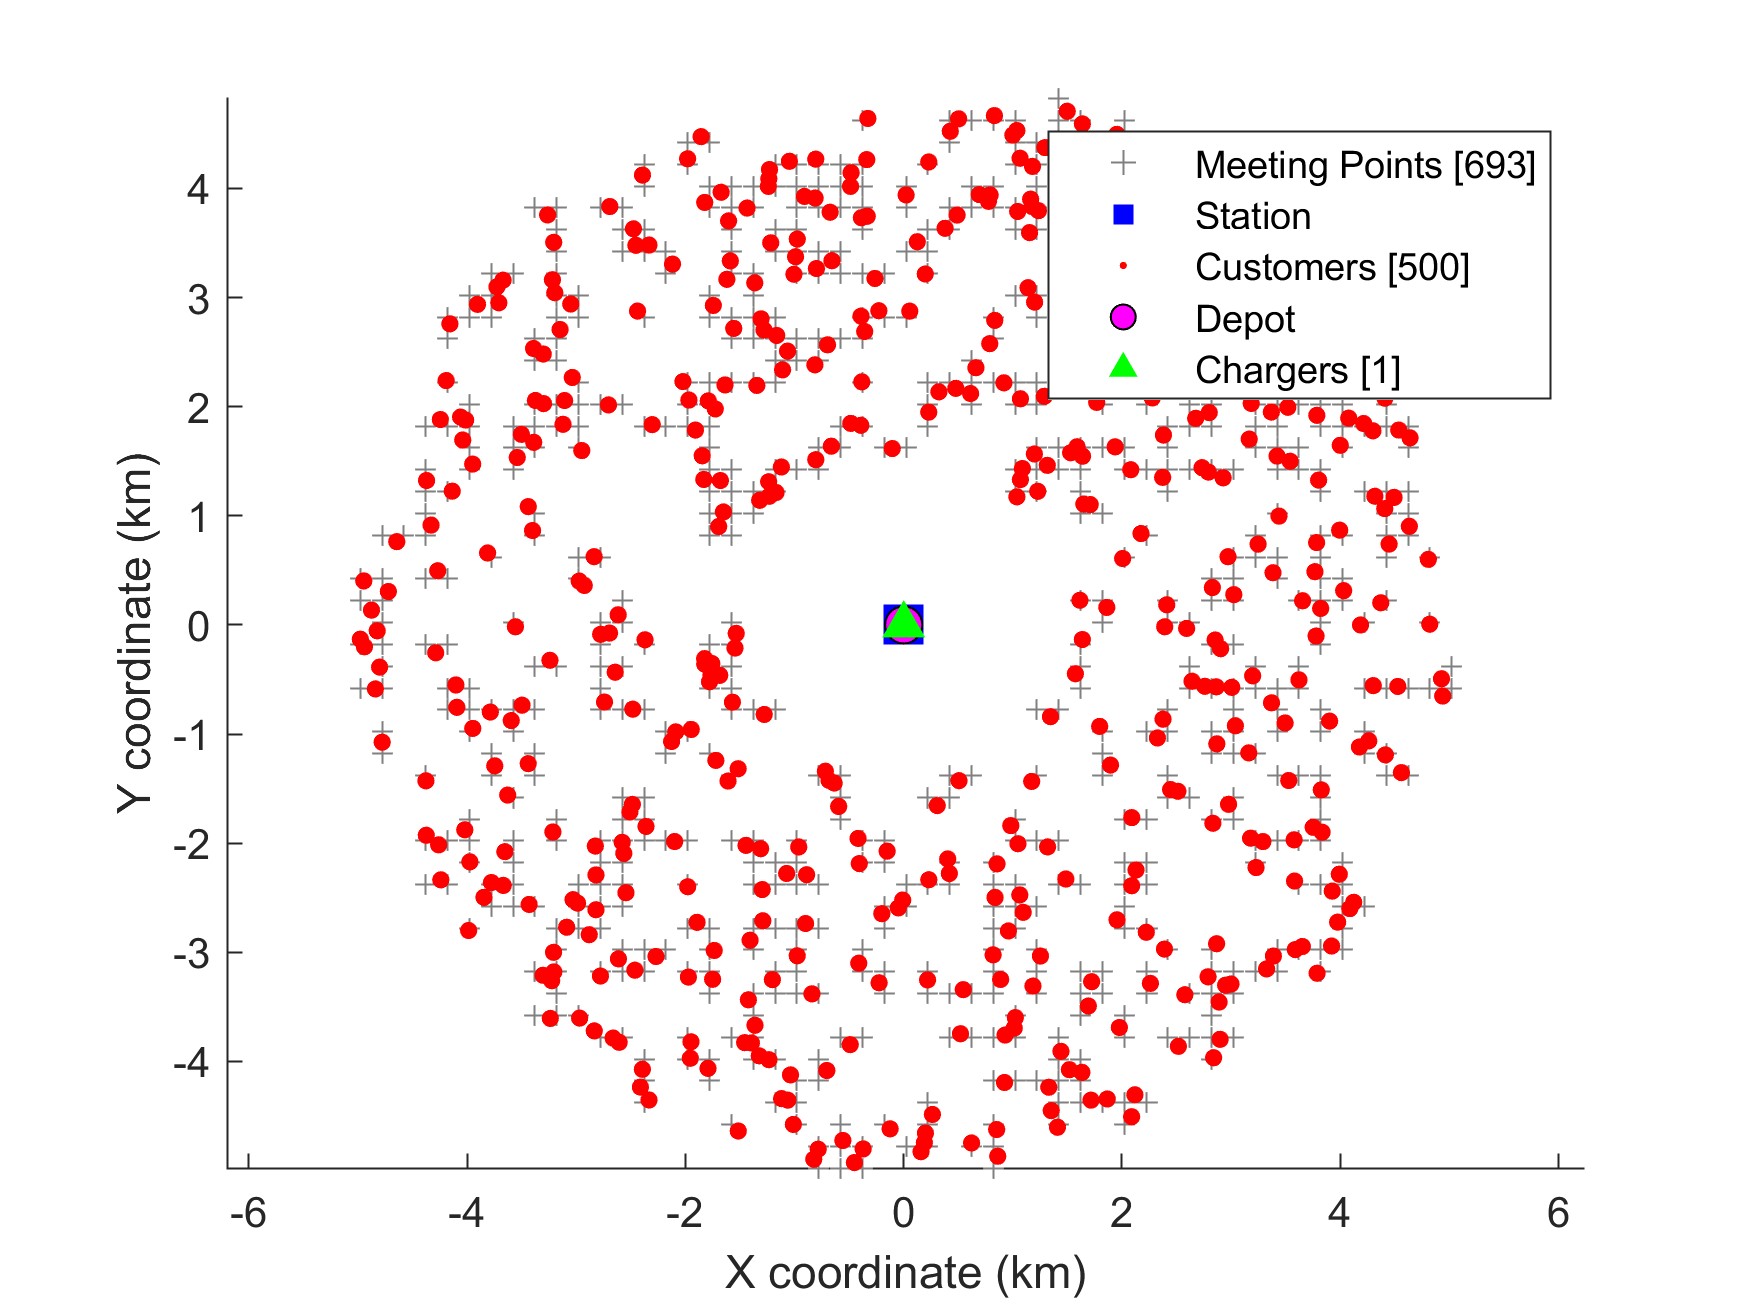 Meeting Points [693]
Station
Customers [500]
Depot
Chargers [1]
Y coordinate (km)
4
3
2
1
0
-1
-2
-3
-4
-6 -4 -2 0 2 4 6
X coordinate (km)